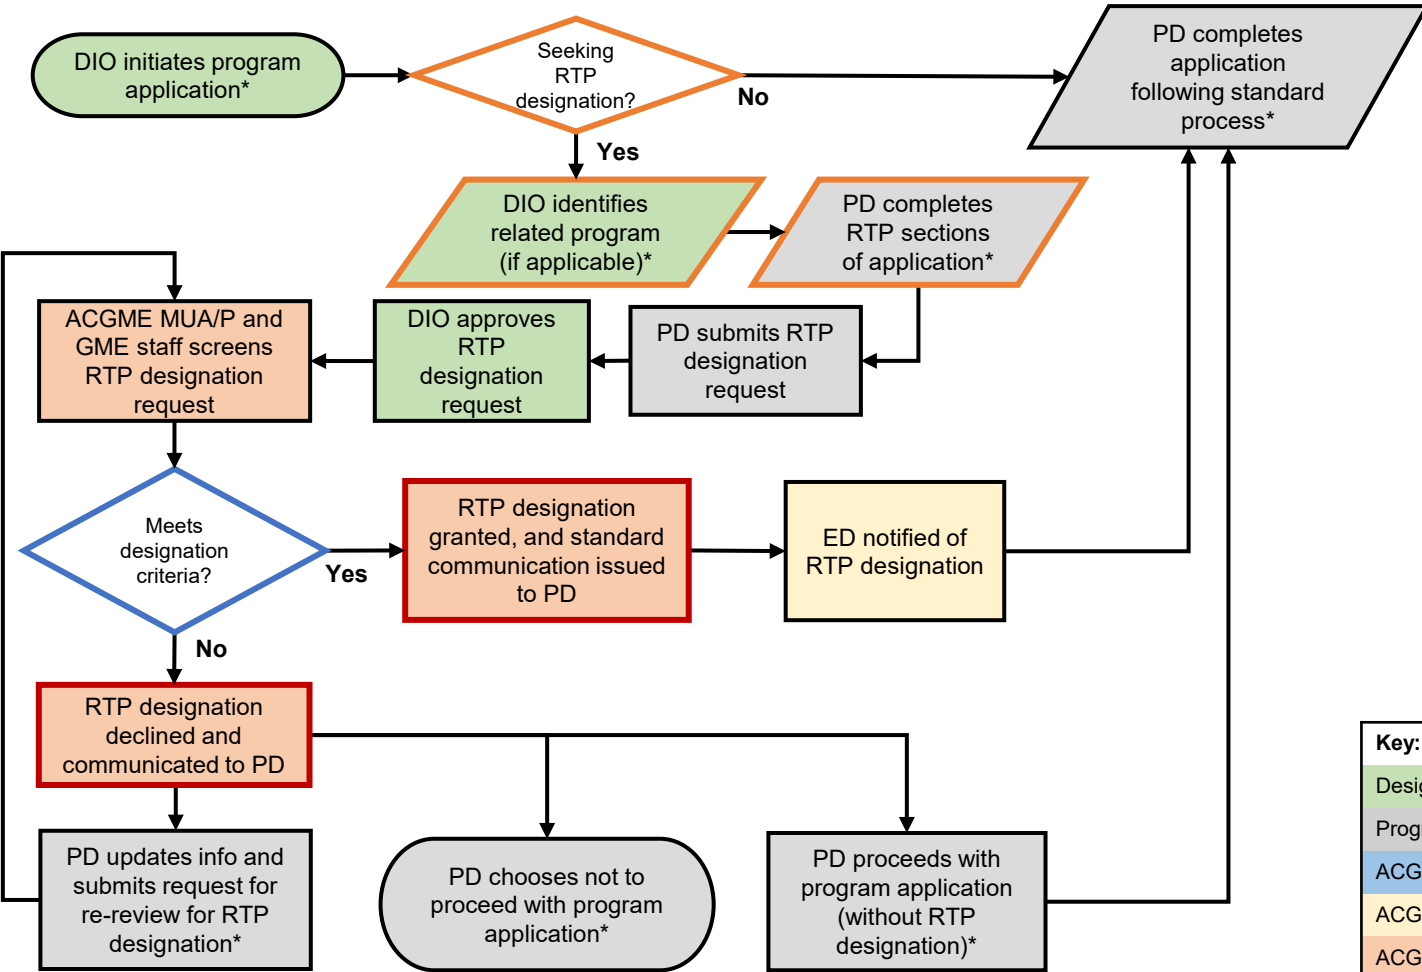 DIO initiates program
application*
Seeking
RTP
designation?
No
Yes
PD completes
application
following standard
process*
DIO identifies
related program
(if applicable)*
PD completes
RTP sections
of application*
ACGME MUA/P and
GME staff screens
RTP designation
request
DIO approves
RTP
designation
request
PD submits RTP
designation
request
Meets
designation
criteria?
Yes
No
RTP designation
granted, and standard
communication issued
to PD
ED notified of
RTP designation
RTP designation
declined and
communicated to PD
PD updates info and
submits request for
re-review for RTP
designation*
PD chooses not to
proceed with program
application*
PD proceeds with
program application
(without RTP
designation)*
Key:
Desig
Progr
ACG
ACG
ACG